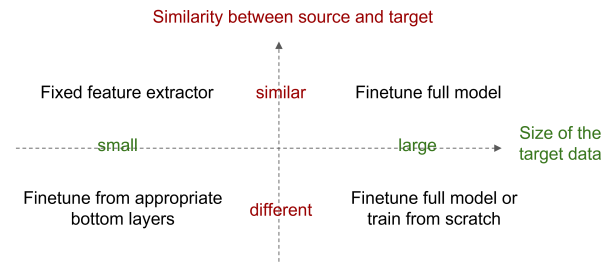 Similarity between source and target
Fixed feature extractor
similar
Finetune full model
small
large
Size of the
target data
Finetune from appropriate
bottom layers
different
Finetune full model or
train from scratch